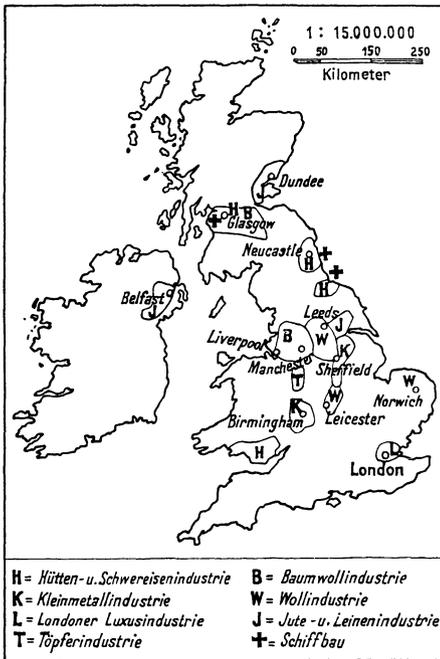 1 : 15.000.000
0 50 150 250
Kilometer
Dundee
J
H B
Glasgow
Neucastle
H
H
Belfast
J
Leeds
J
Liverpool
B
W
K
Manchest
Sheffield
T
W
K
W
Norwich
Birmingham
Leicester
H
L
London
H = Hütten- u. Schwereisenindustrie
K = Kleinmetallindustrie
L = Londoner Luxusindustrie
T = Töpferindustrie
B = Baumwollindustrie
W = Wollindustrie
J = Jute - u. Leinenindustrie
+ = Schiffbau